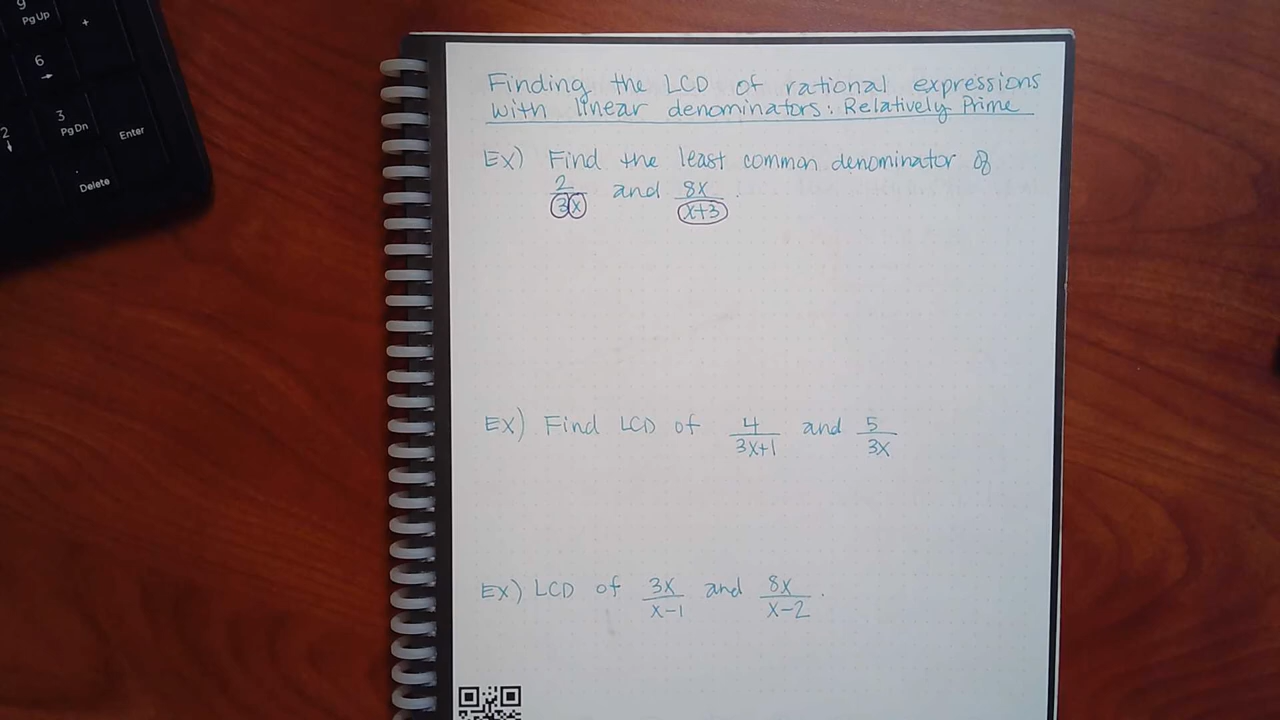 9
PgUp
+
6
→
3
PgDn
2
↓
Enter
.
Delete
Finding the LCD of rational expressions
with linear denominators: Relatively Prime
EX) Find the least common denominator of
2/3x and 8x/x+3.
EX) Find LCD of 4/3x+1 and 5/3x
EX) LCD of 3x/x-1 and 8x/x-2.